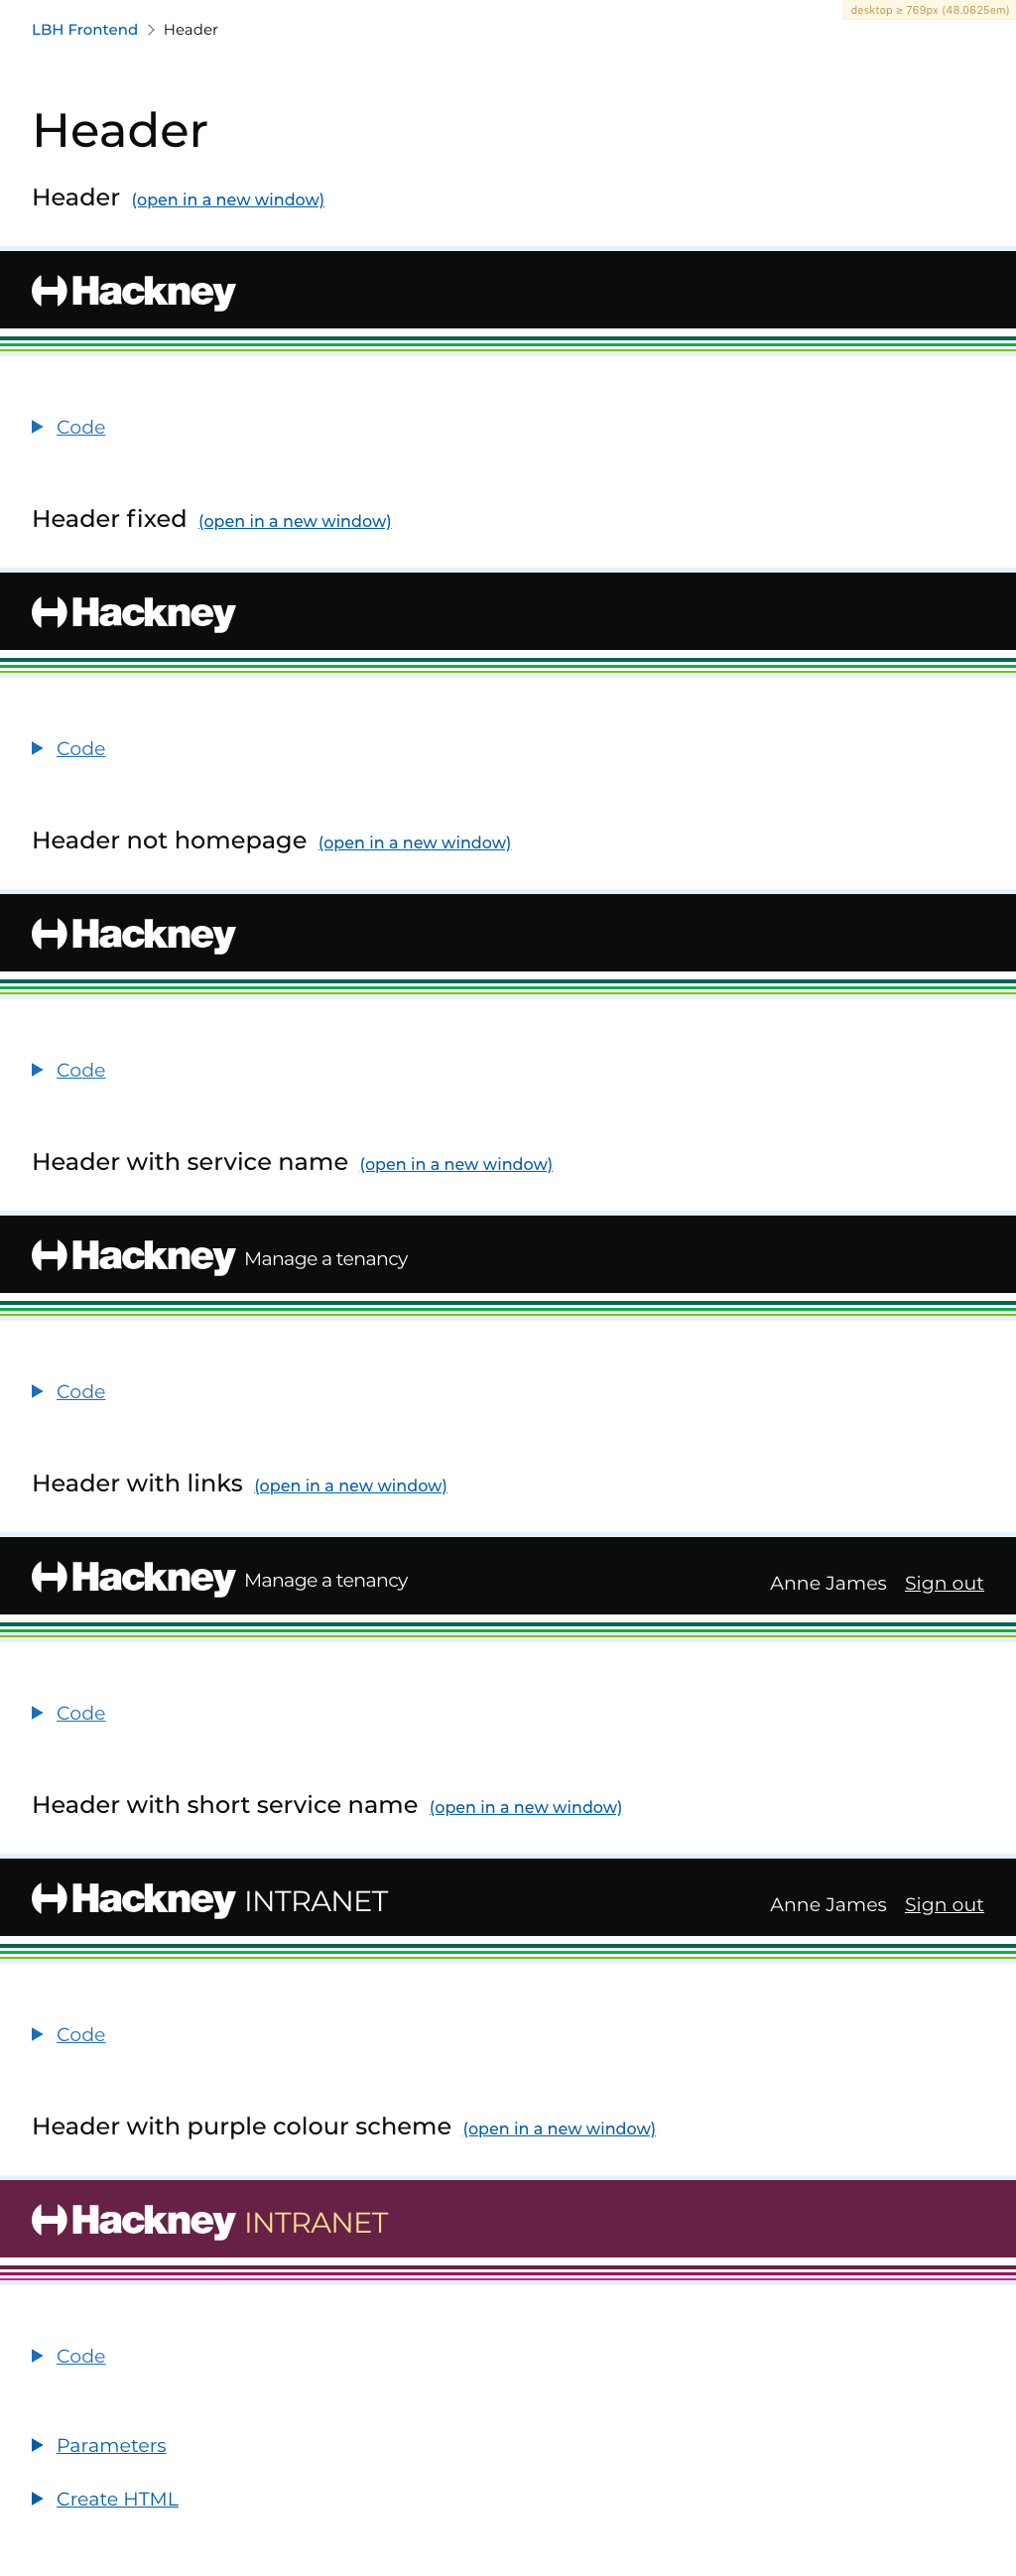 desktop ≥ 769px (48.0625em)
LBH Frontend Header
Header
Header (open in a new window)
Hackney
Code
Header fixed (open in a new window)
Hackney
Code
Header not homepage (open in a new window)
Hackney
Code
Header with service name (open in a new window)
Hackney Manage a tenancy
Code
Header with links (open in a new window)
Hackney Manage a tenancy Anne James Sign out
Code
Header with short service name (open in a new window)
Hackney INTRANET Anne James Sign out
Code
Header with purple colour scheme (open in a new window)
Hackney INTRANET
Code
Parameters
Create HTML